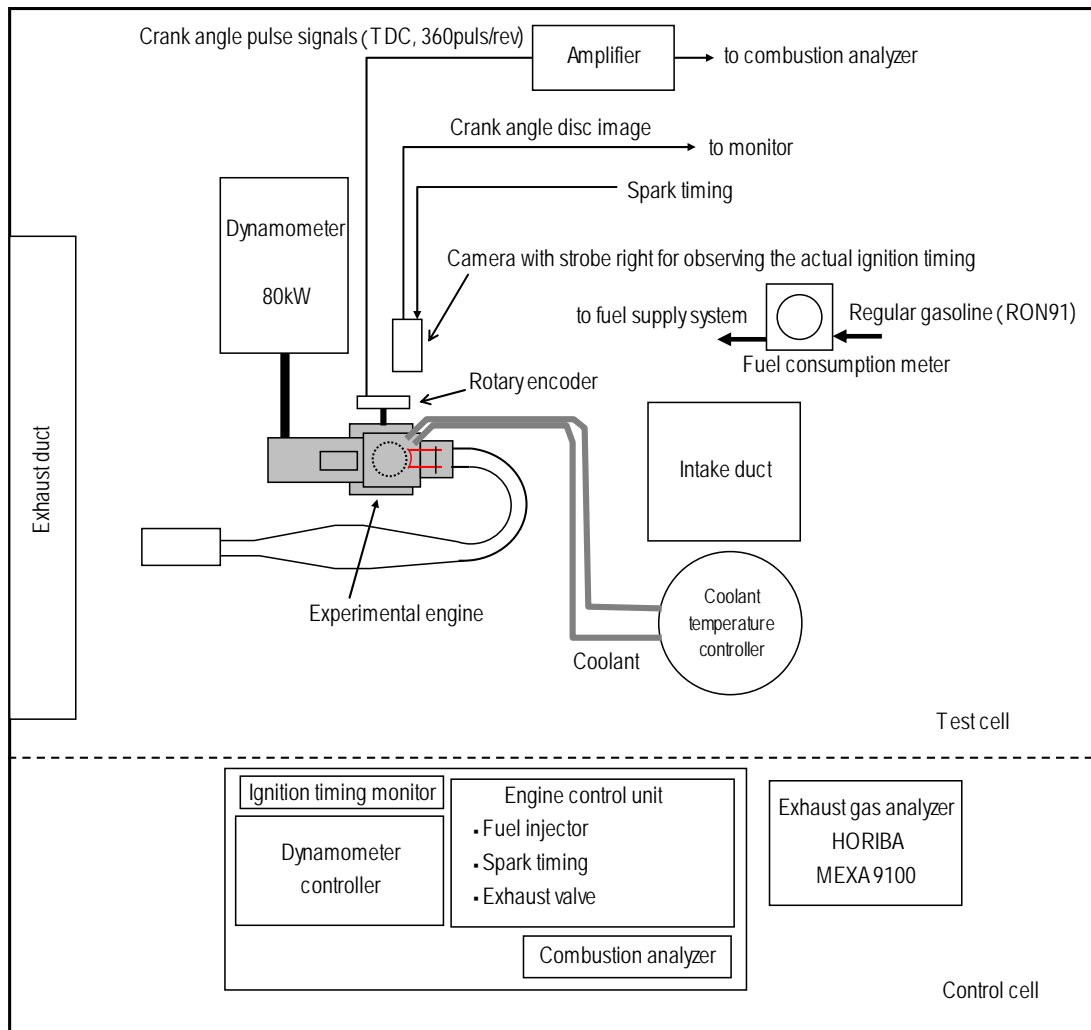 Crank angle pulse signals (TDC, 360puls/rev)
Amplifier
to combustion analyzer
Crank angle disc image
to monitor
Spark timing
Dynamometer
80kW
Camera with strobe right for observing the actual ignition timing
to fuel supply system
Regular gasoline (RON91)
Fuel consumption meter
Rotary encoder
Exhaust duct
Intake duct
Experimental engine
Coolant
temperature
controller
Coolant
Test cell
Ignition timing monitor
Dynamometer
controller
Engine control unit
▪ Fuel injector
▪ Spark timing
▪ Exhaust valve
Combustion analyzer
Exhaust gas analyzer
HORIBA
MEXA9100
Control cell